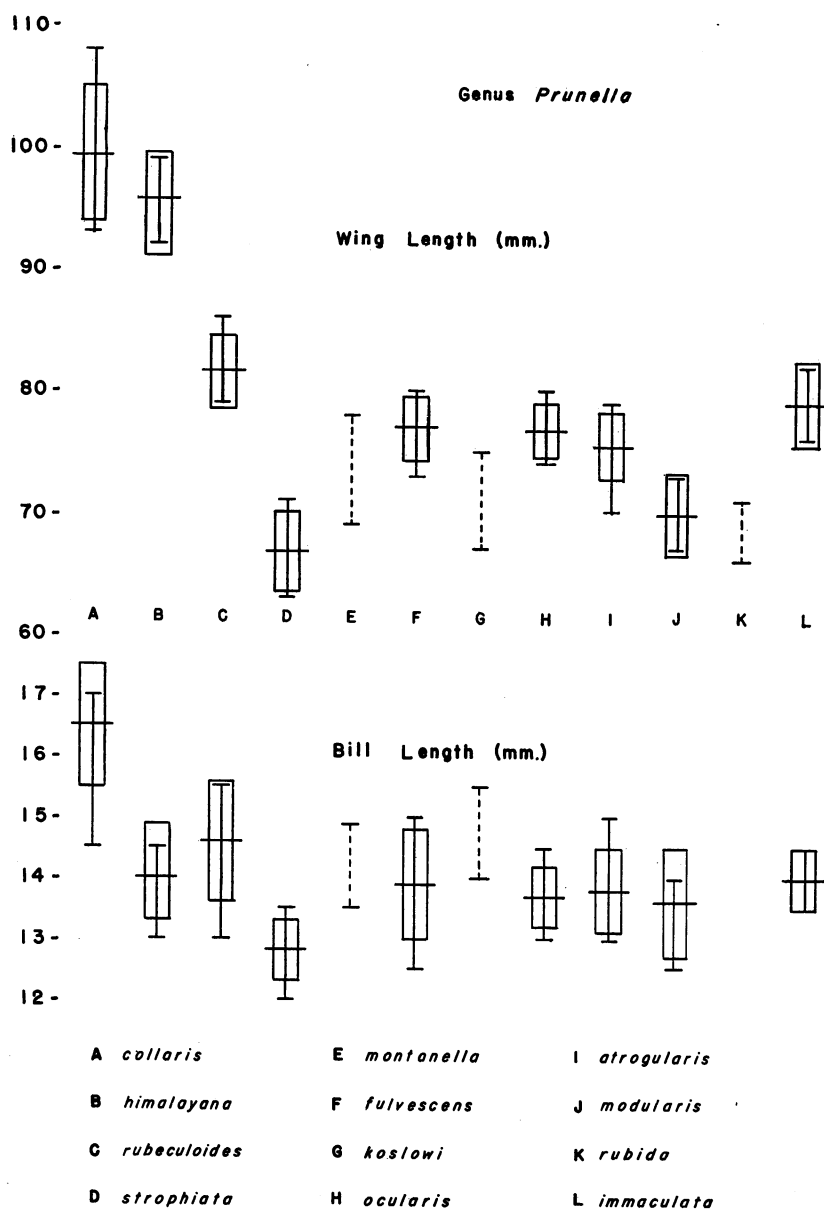 110-
Genus Prunella
100-
Wing Length (mm.)
90-
80-
70-
A B C D E F G H I J K L
60-
17-
16-
Bill Length (mm.)
15-
14-
13-
12-
A collaris E montanella I atrogularis
B himalayana F fulvescens J modularis
C rubeculoides G koslowi K rubida
D strophiata H ocularis L immaculata